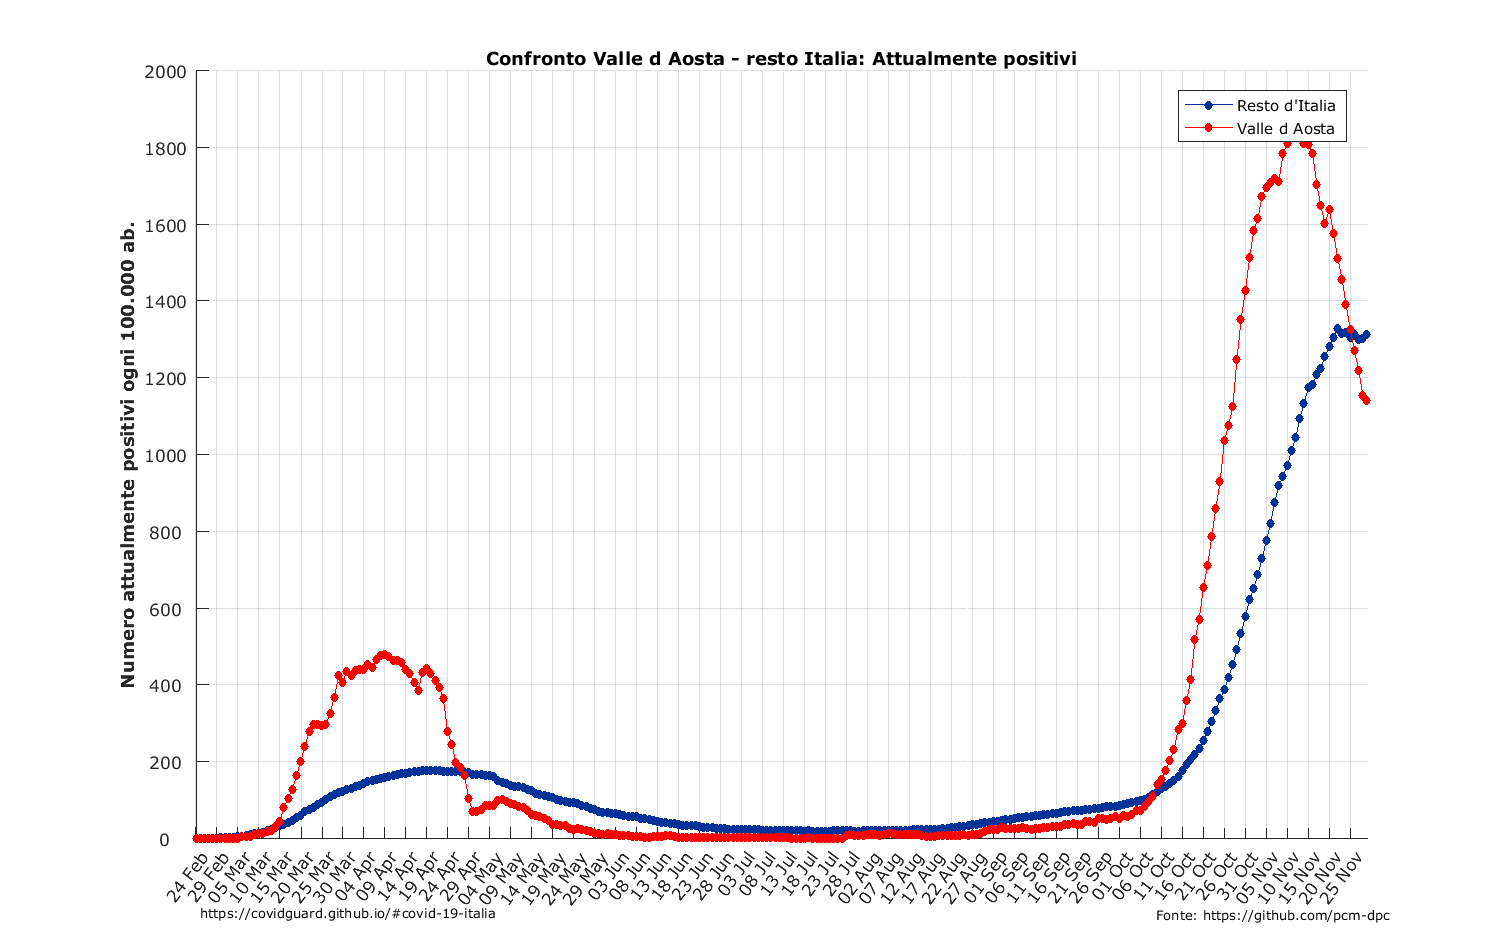 Confronto Valle d Aosta - resto Italia: Attualmente positivi
Numero attualmente positivi ogni 100.000 ab.
2000
1800
1600
1400
1200
1000
800
600
400
200
0
Resto d'Italia
Valle d Aosta
24 Feb
29 Feb
05 Mar
10 Mar
15 Mar
20 Mar
25 Mar
30 Mar
04 Apr
09 Apr
14 Apr
19 Apr
24 Apr
29 Apr
04 May
09 May
14 May
19 May
24 May
29 May
03 Jun
08 Jun
13 Jun
18 Jun
23 Jun
28 Jun
03 Jul
08 Jul
13 Jul
18 Jul
23 Jul
28 Jul
02 Aug
07 Aug
12 Aug
17 Aug
22 Aug
27 Aug
01 Sep
06 Sep
11 Sep
16 Sep
21 Sep
26 Sep
01 Oct
06 Oct
11 Oct
16 Oct
21 Oct
26 Oct
31 Oct
05 Nov
10 Nov
15 Nov
20 Nov
25 Nov
https://covidguard.github.io/#covid-19-italia
Fonte: https://github.com/pcm-dpc